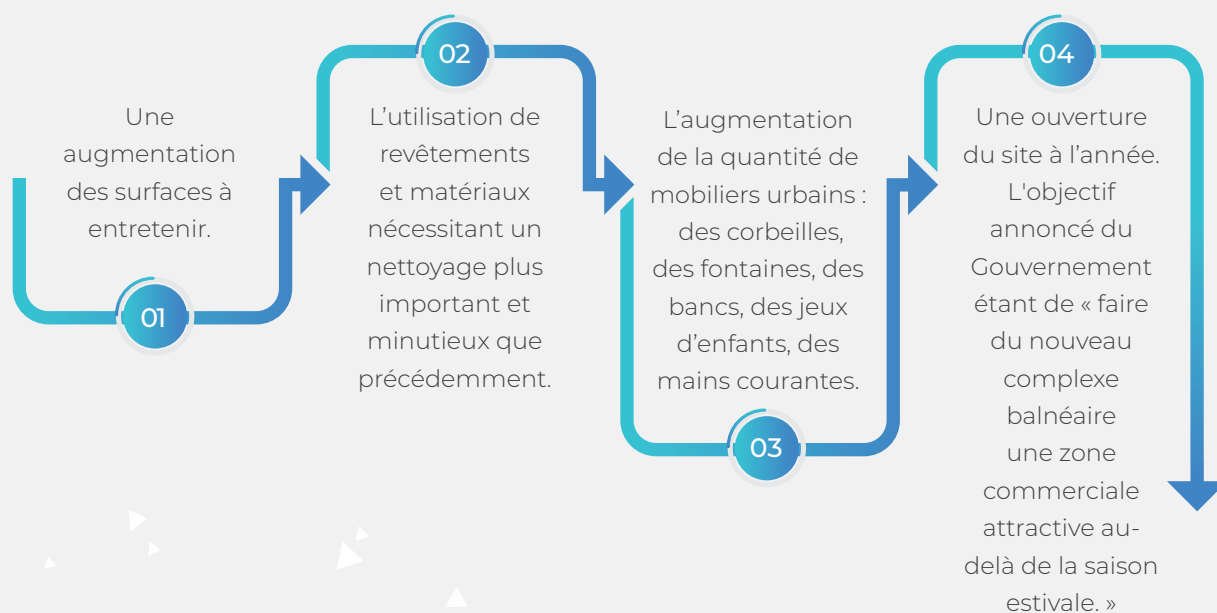 01
Une
augmentation
des surfaces à
entretenir.
02
L’utilisation de
revêtements
et matériaux
nécessitant un
nettoyage plus
important et
minutieux que
précédemment.
03
L’augmentation
de la quantité de
mobiliers urbains :
des corbeilles,
des fontaines, des
bancs, des jeux
d’enfants, des
mains courantes.
04
Une ouverture
du site à l’année.
L'objectif
annoncé du
Gouvernement
étant de « faire
du nouveau
complexe
balnéaire
une zone
commerciale
attractive au-
delà de la saison
estivale. »